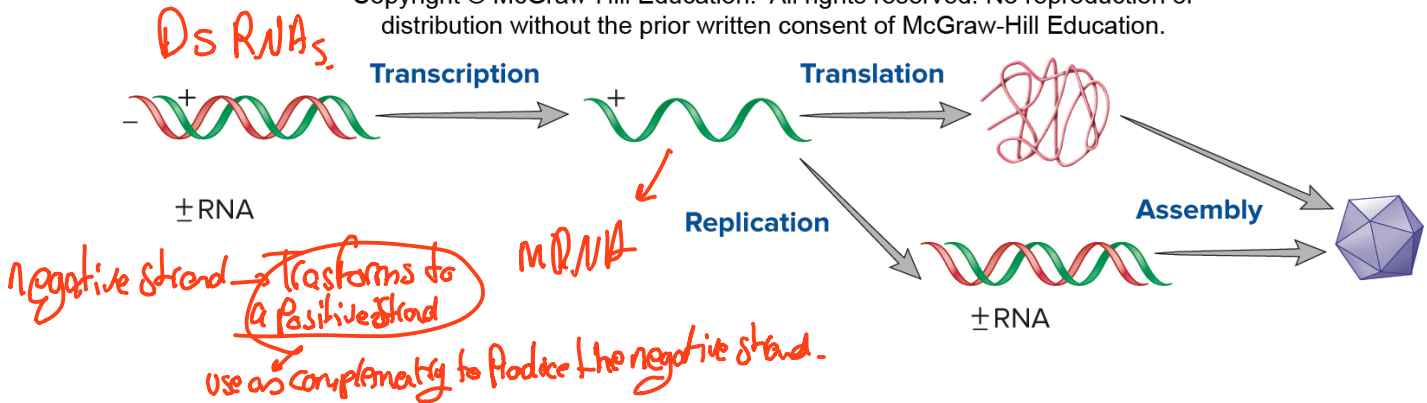 Copyright © McGraw-Hill Education. All rights reserved. No reproduction or
distribution without the prior written consent of McGraw-Hill Education.
Ds RNAs.
Transcription
Translation
+
−
+
± RNA
mRNA
Replication
Assembly
negative strand → Trasforms to
a Positive strand
± RNA
use as complematry to Produce the negative strand.